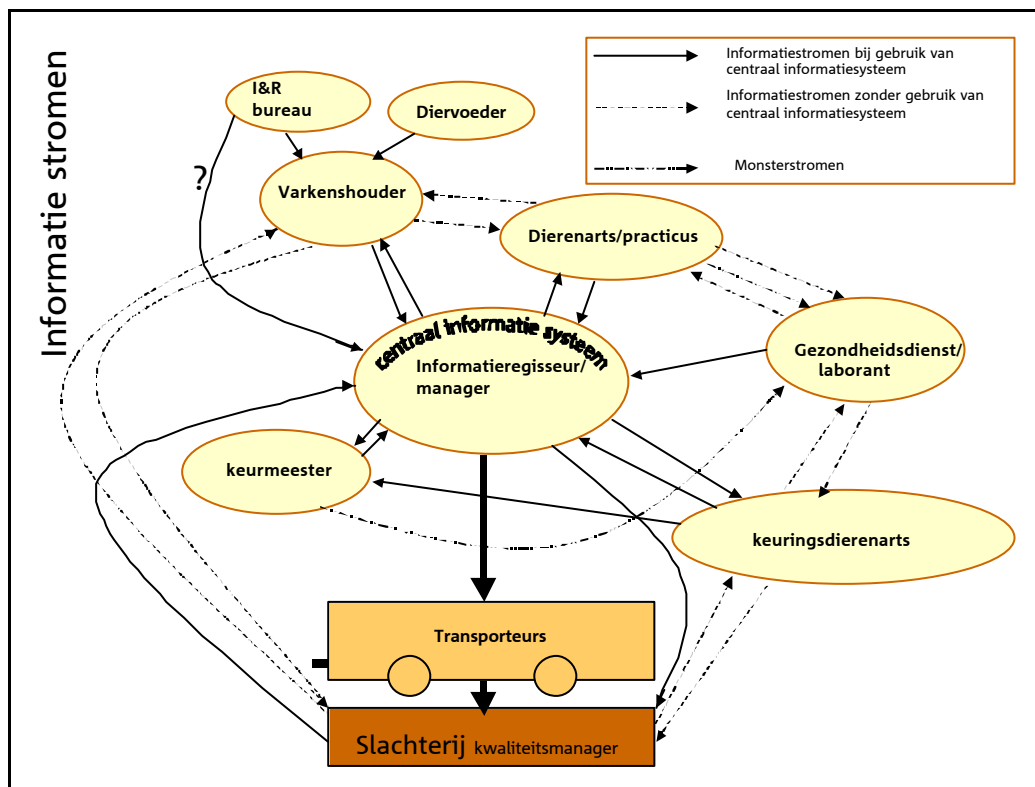 Informatie stromen
Informatiestromen bij gebruik van
centraal informatiesysteem
Informatiestromen zonder gebruik van
centraal informatiesysteem
Monsterstromen
I&R
bureau
Diervoeder
?
Varkenshouder
Dierenarts/practicus
centraal informatie systeem
Informatieregisseur/
manager
Gezondheidsdienst/
laborant
keurmeester
keuringsdierenarts
Transporteurs
Slachterij kwaliteitsmanager